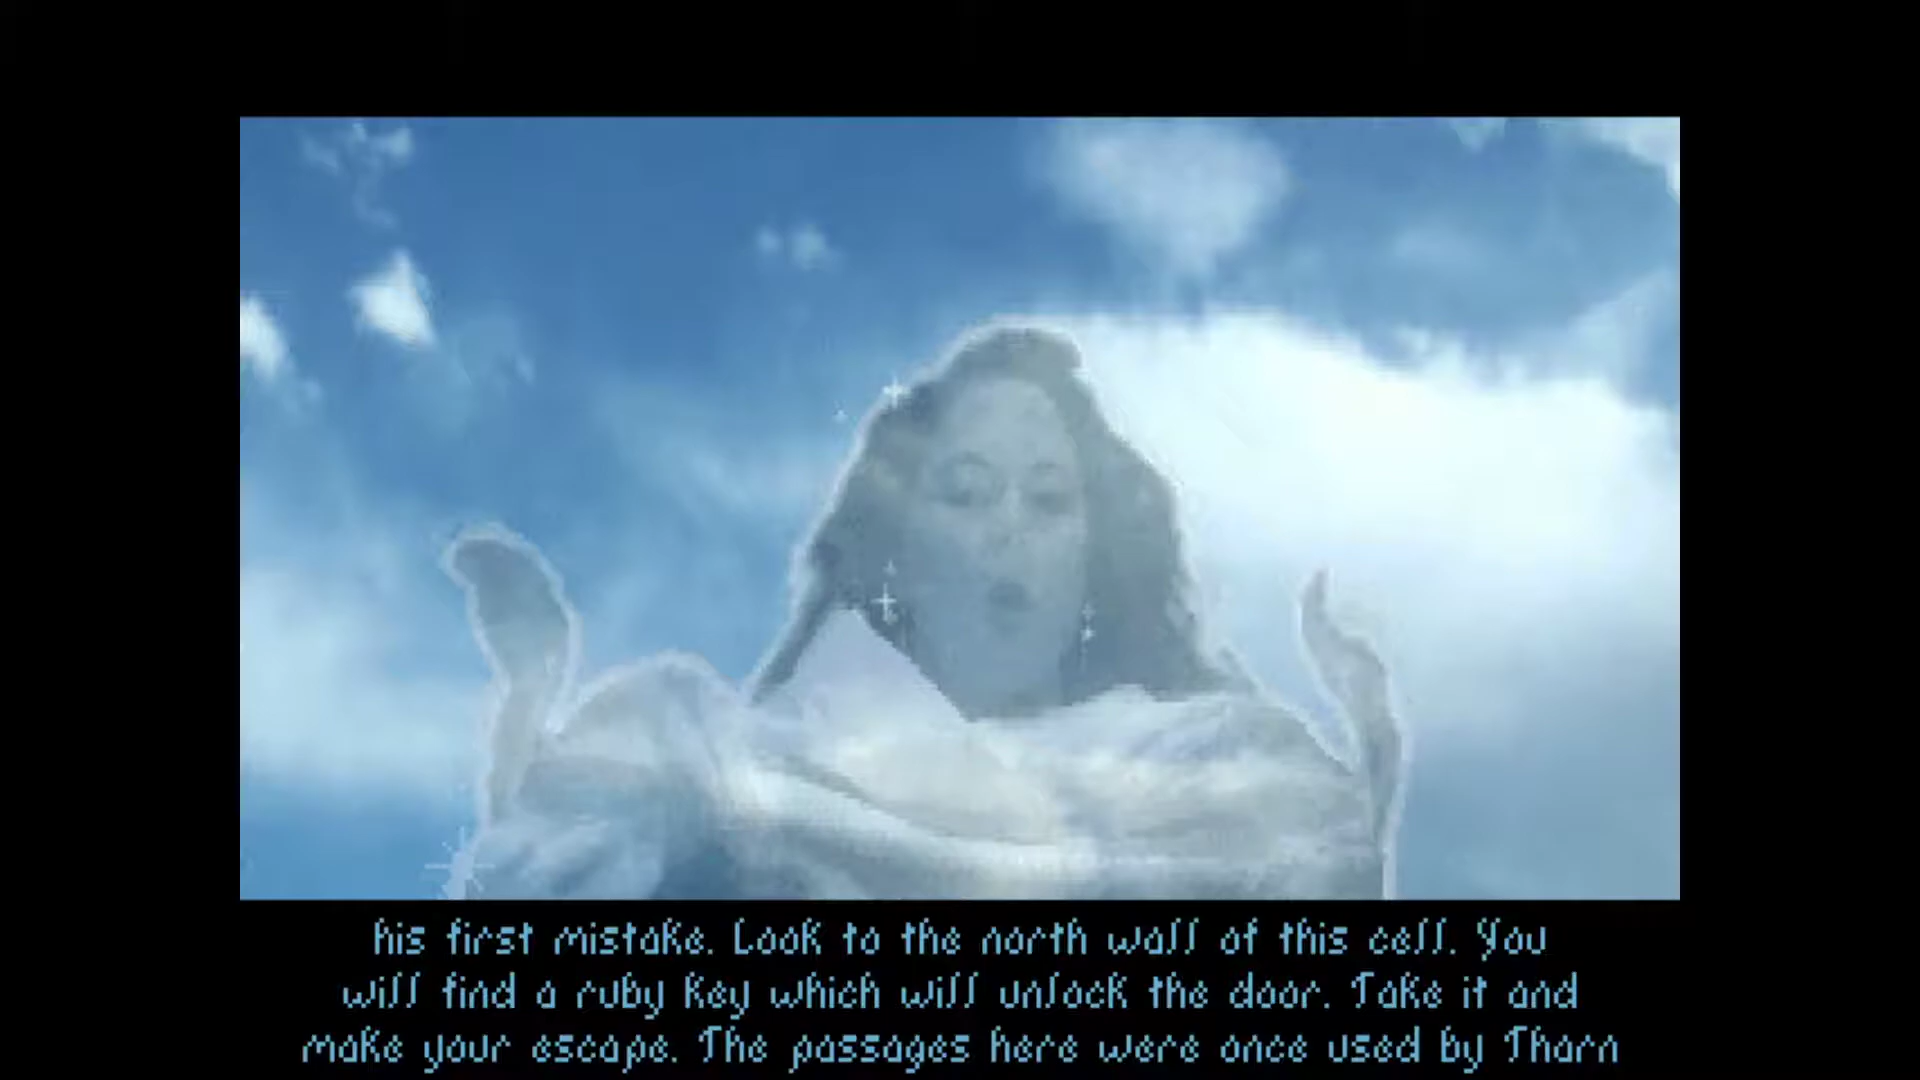 his first mistake. Look to the north wall of this cell. You
will find a ruby key which will unlock the door. Take it and
make your escape. The passages here were once used by Tharn